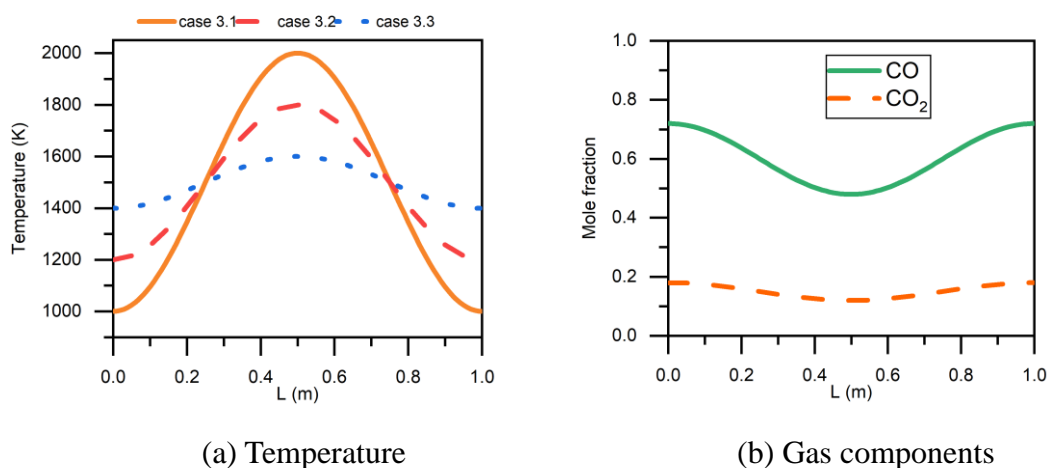 case 3.1 case 3.2 case 3.3
2000
1800
1600
1400
1200
1000
Temperature (K)
0.0 0.2 0.4 0.6 0.8 1.0
L (m)
(a) Temperature
1.0
0.8
0.6
0.4
0.2
0.0
Mole fraction
CO
CO₂
0.0 0.2 0.4 0.6 0.8 1.0
L (m)
(b) Gas components